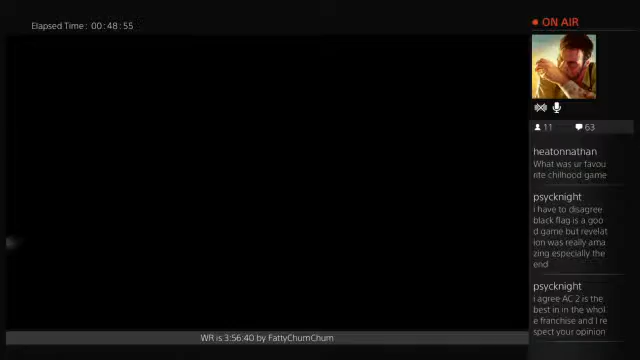 Elapsed Time: 00:48:55
ON AIR
11
63
heatonnathan
What was ur favou
rite chilhood game
psycknight
i have to disagree
black flag is a goo
d game but revelat
ion was really ama
zing especially the
end
psycknight
i agree AC 2 is the
best in in the whol
e franchise and I re
spect your opinion
WR is 3:56:40 by FattyChumChum